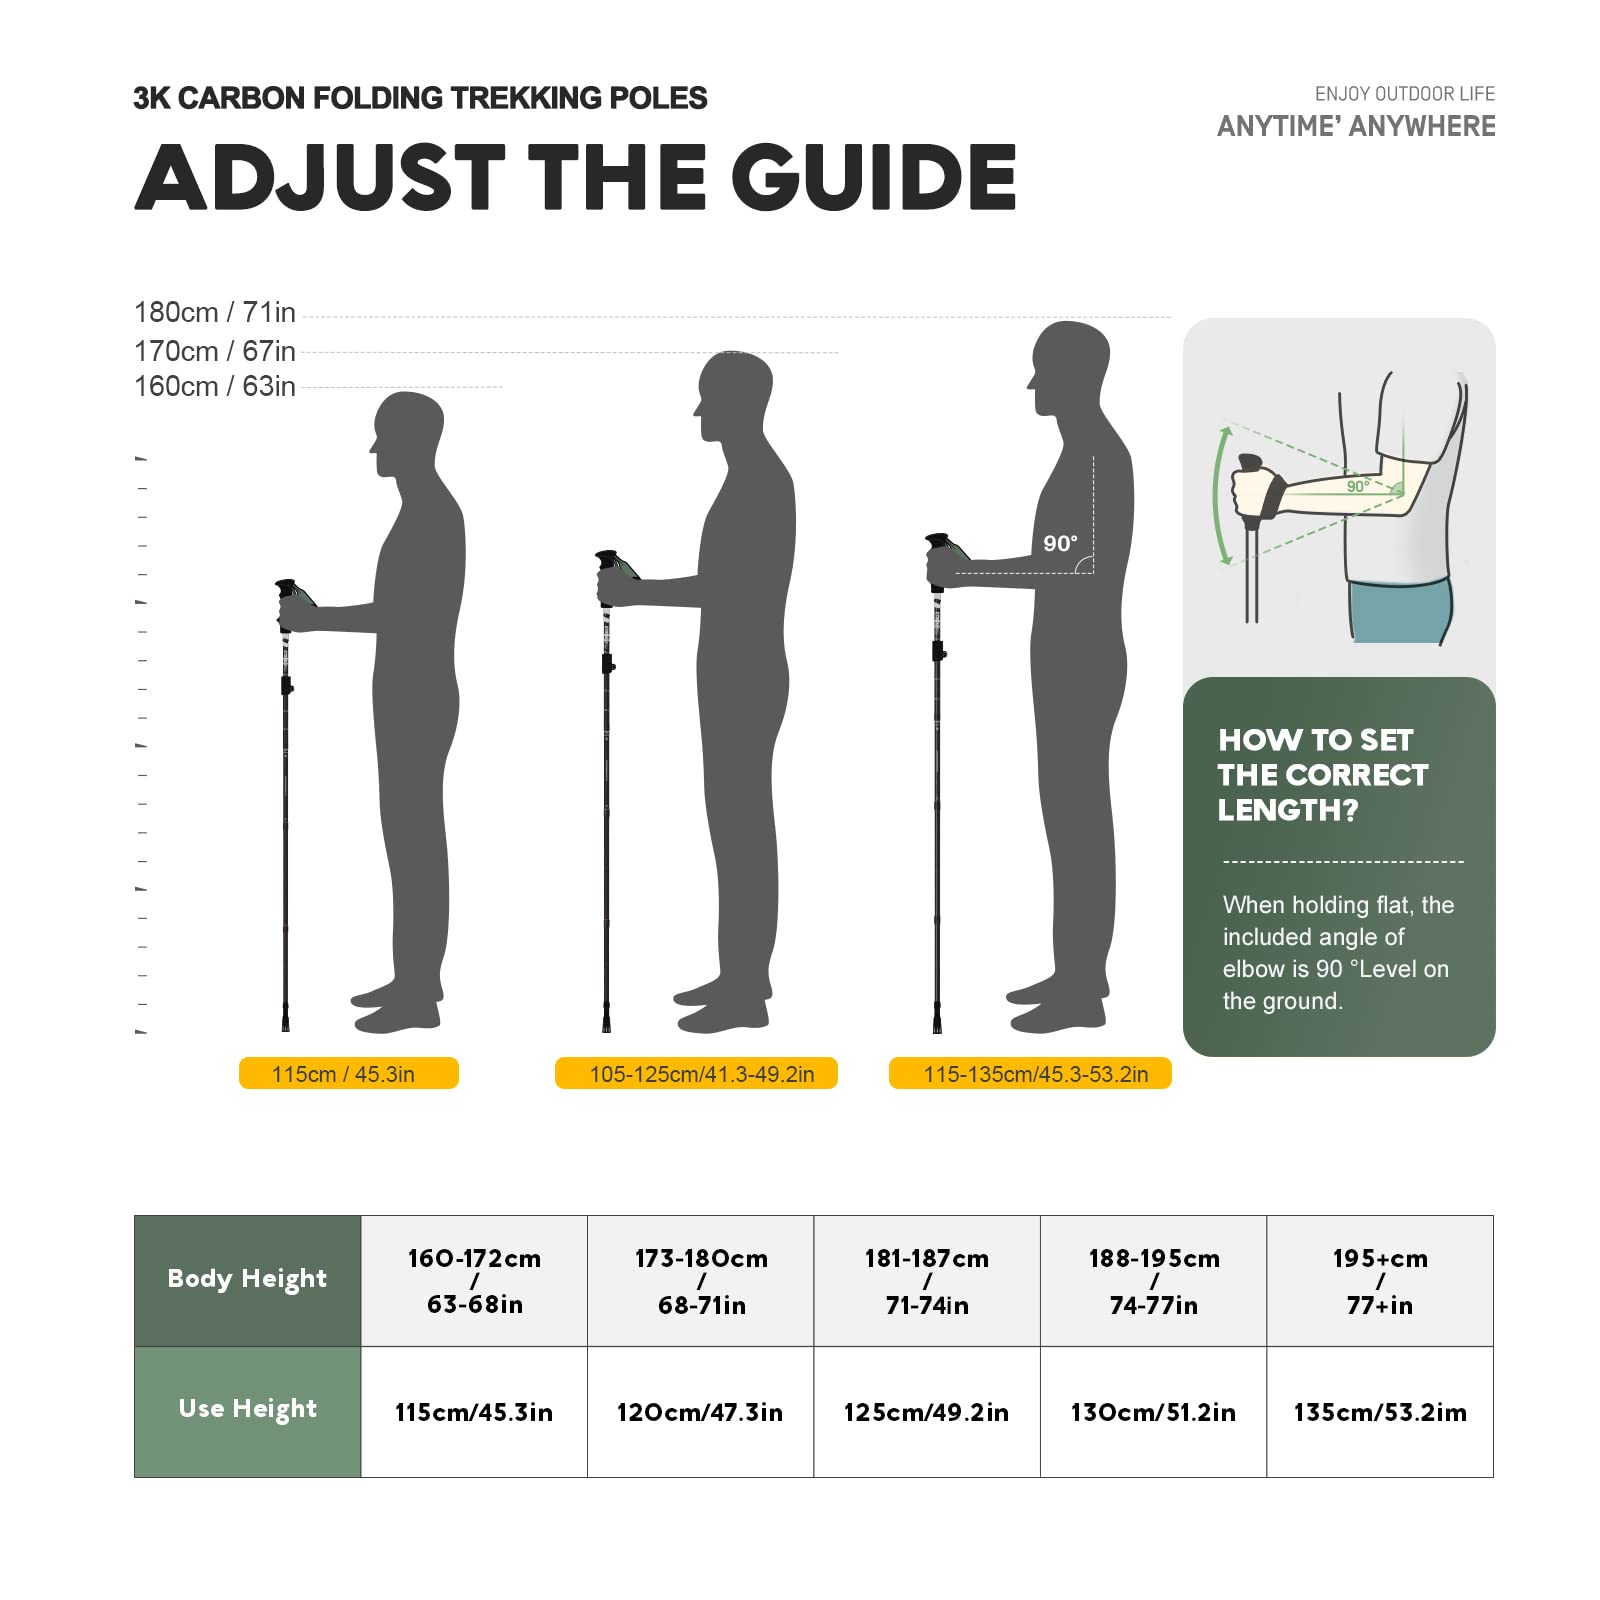 3K CARBON FOLDING TREKKING POLES
ADJUST THE GUIDE
ENJOY OUTDOOR LIFE
ANYTIME’ ANYWHERE
180cm / 71in
170cm / 67in
160cm / 63in
90°
90°
HOW TO SET
THE CORRECT
LENGTH?
When holding flat, the
included angle of
elbow is 90 °Level on
the ground.
115cm / 45.3in
105-125cm/41.3-49.2in
115-135cm/45.3-53.2in
Body Height
160-172cm
/
63-68in
173-180cm
/
68-71in
181-187cm
/
71-74in
188-195cm
/
74-77in
195+cm
/
77+in
Use Height
115cm/45.3in
120cm/47.3in
125cm/49.2in
130cm/51.2in
135cm/53.2im